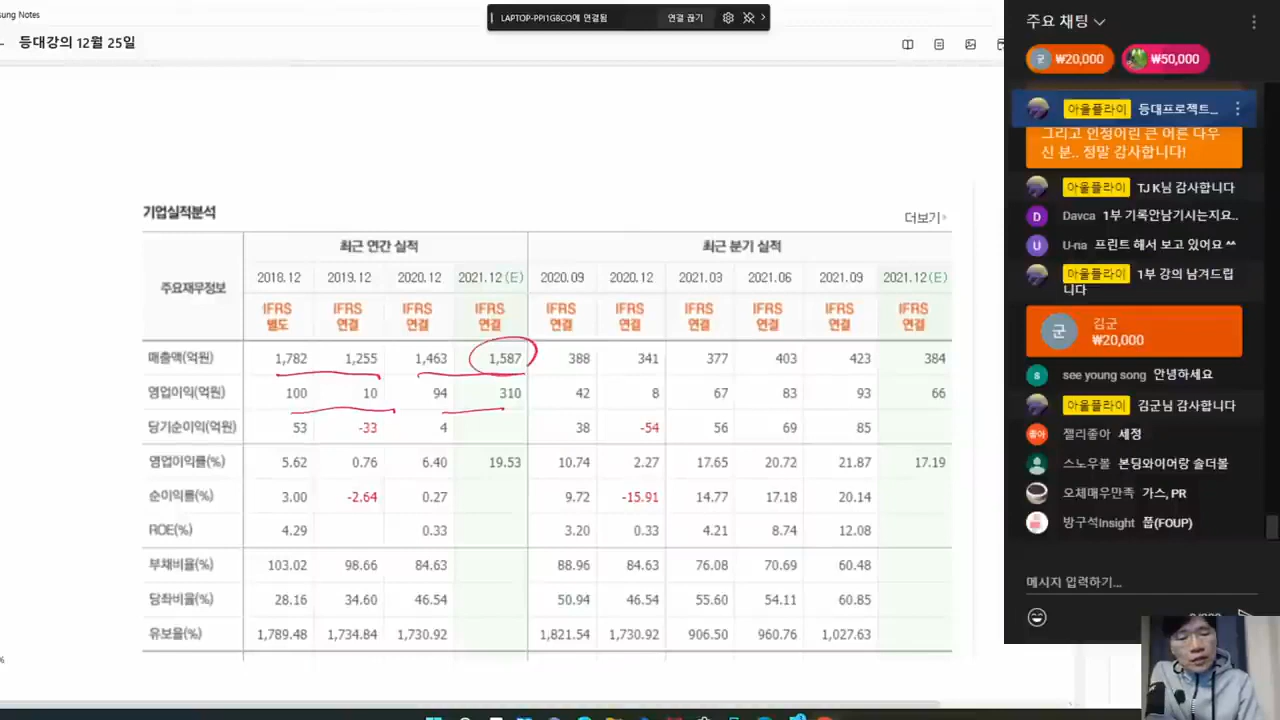 sung Notes
LAPTOP-PPI1G8CQ에 연결됨
연결 끊기
등대강의 12월 25일
기업실적분석
더보기
주요재무정보 최근 연간 실적 최근 분기 실적
2018.12 2019.12 2020.12 2021.12(E) 2020.09 2020.12 2021.03 2021.06 2021.09 2021.12(E)
IFRS IFRS IFRS IFRS IFRS IFRS IFRS IFRS IFRS IFRS
별도 연결 연결 연결 연결 연결 연결 연결 연결 연결
매출액(억원) 1,782 1,255 1,463 1,587 388 341 377 403 423 384
영업이익(억원) 100 10 94 310 42 8 67 83 93 66
당기순이익(억원) 53 -33 4 38 -54 56 69 85
영업이익률(%) 5.62 0.76 6.40 19.53 10.74 2.27 17.65 20.72 21.87 17.19
순이익률(%) 3.00 -2.64 0.27 9.72 -15.91 14.77 17.18 20.14
ROE(%) 4.29 0.33 3.20 0.33 4.21 8.74 12.08
부채비율(%) 103.02 98.66 84.63 88.96 84.63 76.08 70.69 60.48
당좌비율(%) 28.16 34.60 46.54 50.94 46.54 55.60 54.11 60.85
유보율(%) 1,789.48 1,734.84 1,730.92 1,821.54 1,730.92 906.50 960.76 1,027.63
%
주요 채팅
군 ₩20,000 ₩50,000
아울플라이 등대프로젝트...
그리고 인정어린 큰 어른 다우
신 분.. 정말 감사합니다!
아울플라이 TJ K님 감사합니다
D Davca 1부 기록안남기시는지요..
U U-na 프린트 해서 보고 있어요 ^^
아울플라이 1부 강의 남겨드립
니다
군 김군
₩20,000
s see young song 안녕하세요
아울플라이 김군님 감사합니다
좋아 젤리좋아 세정
스노우볼 본딩와이어랑 솔더볼
오체매우만족 가스, PR
방구석Insight 풉(FOUP)
메시지 입력하기...